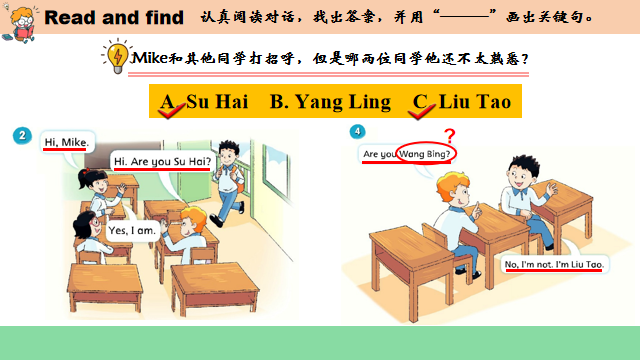 Read and find 认真阅读对话，找出答案，并用“———”画出关键句。
Mike和其他同学打招呼，但是哪两位同学他还不太熟悉？
A. Su Hai B. Yang Ling C. Liu Tao
2
Hi, Mike.
Hi. Are you Su Hai?
Yes, I am.
4
?
Are you Wang Bing?
No, I'm not. I'm Liu Tao.